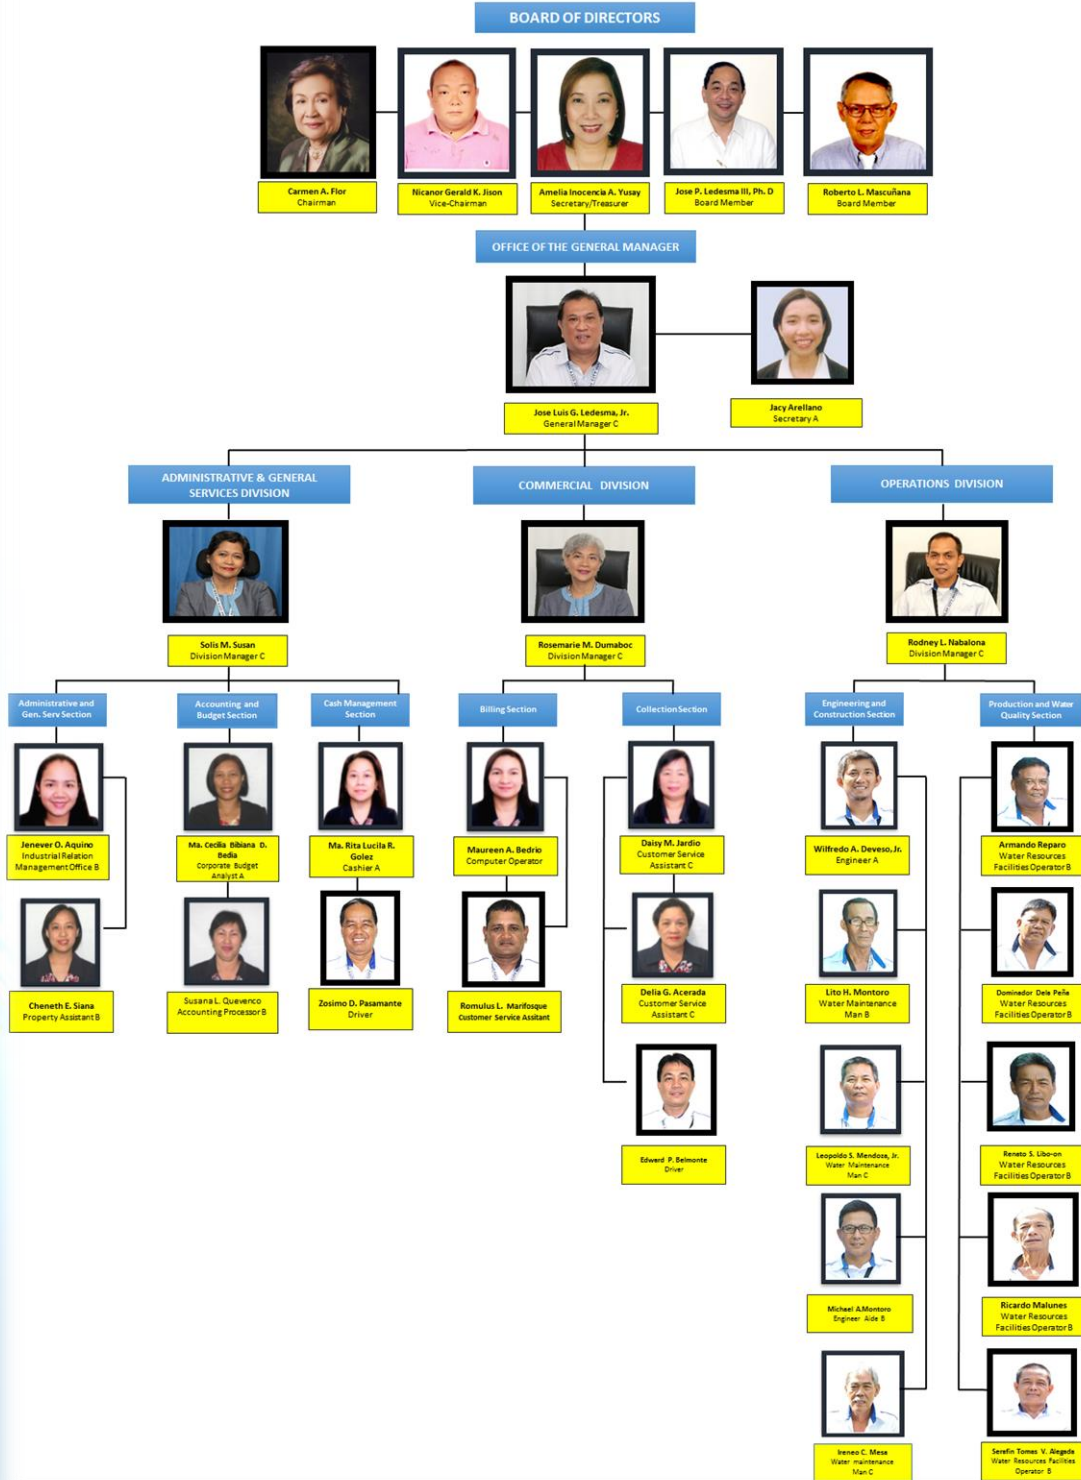 BOARD OF DIRECTORS
Carmen A. Flor
Chairman
Nicanor Gerald K. Jison
Vice-Chairman
Amelia Inocencia A. Yusay
Secretary/Treasurer
Jose P. Ledesma III, Ph. D
Board Member
Roberto L. Mascuñana
Board Member
OFFICE OF THE GENERAL MANAGER
Jose Luis G. Ledesma, Jr.
General Manager C
Jacy Arellano
Secretary A
ADMINISTRATIVE & GENERAL
SERVICES DIVISION
COMMERCIAL DIVISION
OPERATIONS DIVISION
Solis M. Susan
Division Manager C
Rosemarie M. Dumaboc
Division Manager C
Rodney L. Nabalona
Division Manager C
Administrative and
Gen. Serv Section
Accounting and
Budget Section
Cash Management
Section
Billing Section
Collection Section
Engineering and
Construction Section
Production and Water
Quality Section
Jenever O. Aquino
Industrial Relation
Management Office B
Ma. Cecilia Bibiana D.
Bedia
Corporate Budget
Analyst A
Ma. Rita Lucila R.
Golez
Cashier A
Maureen A. Bedrio
Computer Operator
Daisy M. Jardio
Customer Service
Assistant C
Wilfredo A. Deveso, Jr.
Engineer A
Armando Reparo
Water Resources
Facilities Operator B
Cheneth E. Siana
Property Assistant B
Susana L. Quevenco
Accounting Processor B
Zosimo D. Pasamante
Driver
Romulus L. Marifosque
Customer Service Assitant
Delia G. Acerada
Customer Service
Assistant C
Lito H. Montoro
Water Maintenance
Man B
Dominador Dela Peña
Water Resources
Facilities Operator B
Edward P. Belmonte
Driver
Leopoldo S. Mendoza, Jr.
Water Maintenance
Man C
Renato S. Libo-on
Water Resources
Facilities Operator B
Michael A.Montoro
Engineer Aide B
Ricardo Malunes
Water Resources
Facilities Operator B
Ireneo C. Mesa
Water maintenance
Man C
Serafin Tomas V. Alegada
Water Resources Facilities
Operator B